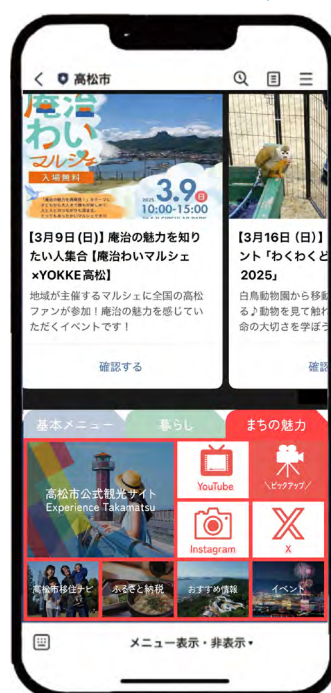 高松市
庵治
わい
マルシェ
入場無料
2025
3.9
日
10:00-15:00
【3月9日(日)】庵治の魅力を知り
たい人集合【庵治わいマルシェ
×YOKKE高松】
地域が主催するマルシェに全国の高松
ファンが参加！庵治の魅力を感じてい
ただくイベントです！
確認する
【3月16日（日）】
ント「わくわくと
2025」
白鳥動物園から移動
る♪動物を見て触れ
命の大切さを学ぼう
確認
基本メニュー
暮らし
まちの魅力
高松市公式観光サイト
Experience Takamatsu
YouTube
＼ピックアップ／
Instagram
X
高松市移住ナビ
ふるさと納税
おすすめ情報
イベント
メニュー表示・非表示▾